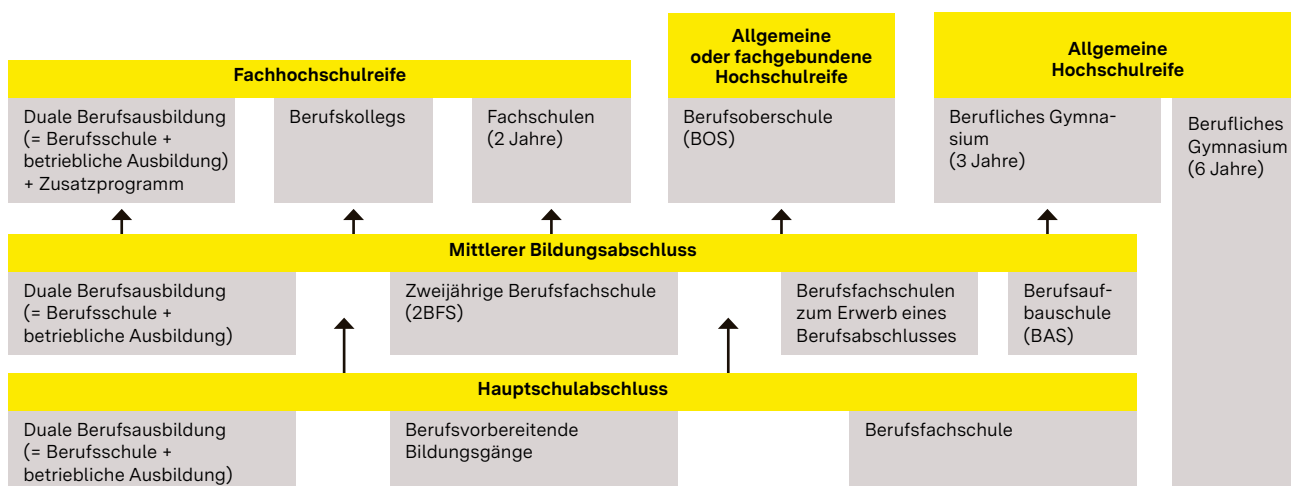 Allgemeine
oder fachgebundene
Hochschulreife
Allgemeine
Hochschulreife
Fachhochschulreife
Duale Berufsausbildung
(= Berufsschule +
betriebliche Ausbildung)
+ Zusatzprogramm
Berufskollegs
Fachschulen
(2 Jahre)
Berufsoberschule
(BOS)
Berufliches Gymna-
sium
(3 Jahre)
Berufliches
Gymnasium
(6 Jahre)
Mittlerer Bildungsabschluss
Duale Berufsausbildung
(= Berufsschule +
betriebliche Ausbildung)
Zweijährige Berufsfachschule
(2BFS)
Berufsfachschulen
zum Erwerb eines
Berufsabschlusses
Berufsauf-
bauschule
(BAS)
Hauptschulabschluss
Duale Berufsausbildung
(= Berufsschule +
betriebliche Ausbildung)
Berufsvorbereitende
Bildungsgänge
Berufsfachschule